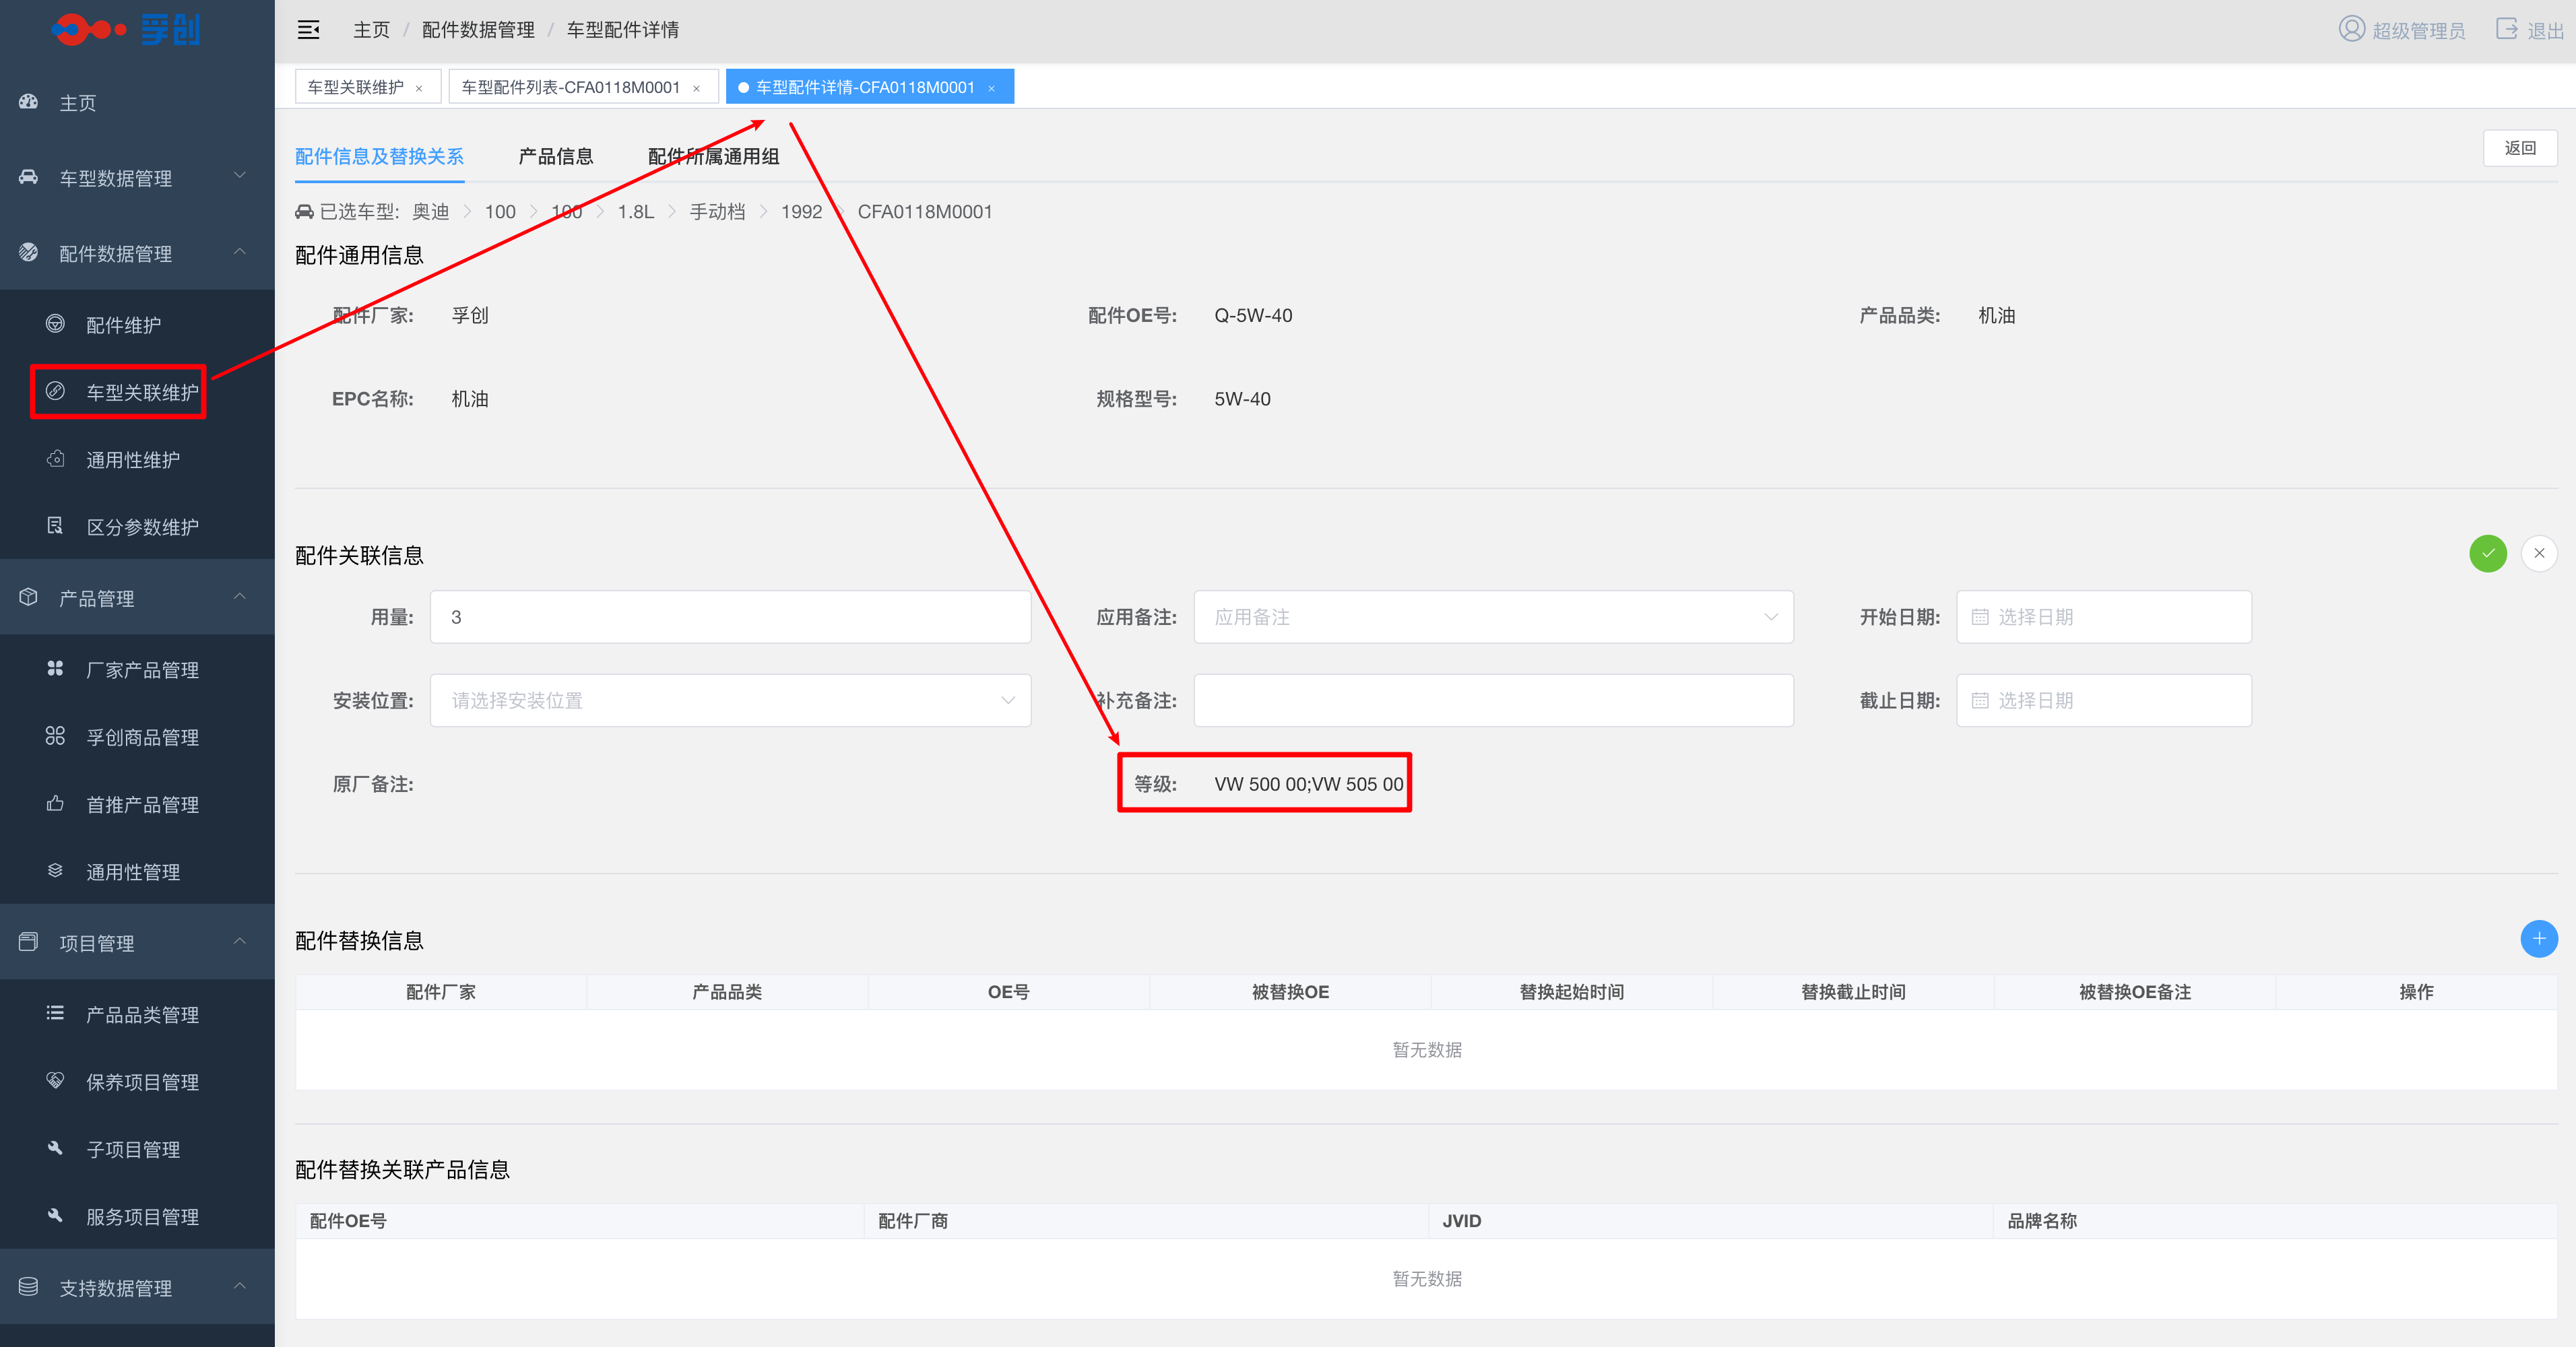 孚创
主页
车型数据管理
配件数据管理
配件维护
车型关联维护
通用性维护
区分参数维护
产品管理
厂家产品管理
孚创商品管理
首推产品管理
通用性管理
项目管理
产品品类管理
保养项目管理
子项目管理
服务项目管理
支持数据管理
主页 / 配件数据管理 / 车型配件详情
超级管理员 退出
车型关联维护 × 车型配件列表-CFA0118M0001 × 车型配件详情-CFA0118M0001 ×
配件信息及替换关系 产品信息 配件所属通用组 返回
已选车型: 奥迪 > 100 > 100 > 1.8L > 手动档 > 1992 > CFA0118M0001
配件通用信息
配件厂家: 孚创 配件OE号: Q-5W-40 产品品类: 机油
EPC名称: 机油 规格型号: 5W-40
配件关联信息
用量: 3 应用备注: 应用备注 开始日期: 选择日期
安装位置: 请选择安装位置 补充备注: 截止日期: 选择日期
原厂备注: 等级: VW 500 00;VW 505 00
配件替换信息
配件厂家 产品品类 OE号 被替换OE 替换起始时间 替换截止时间 被替换OE备注 操作
暂无数据
配件替换关联产品信息
配件OE号 配件厂商 JVID 品牌名称
暂无数据